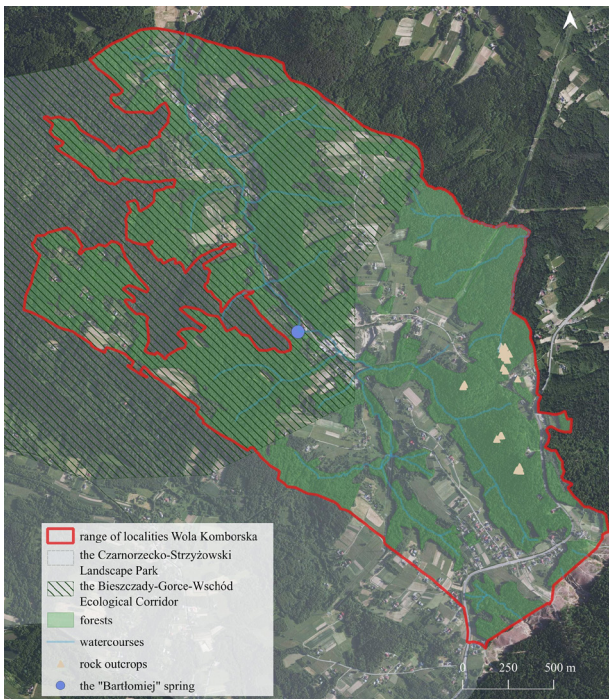 range of localities Wola Komborska
the Czarnorzecko-Strzyżowski
Landscape Park
the Bieszczady-Gorce-Wschód
Ecological Corridor
forests
watercourses
rock outcrops
the "Bartłomiej" spring
0 250 500 m